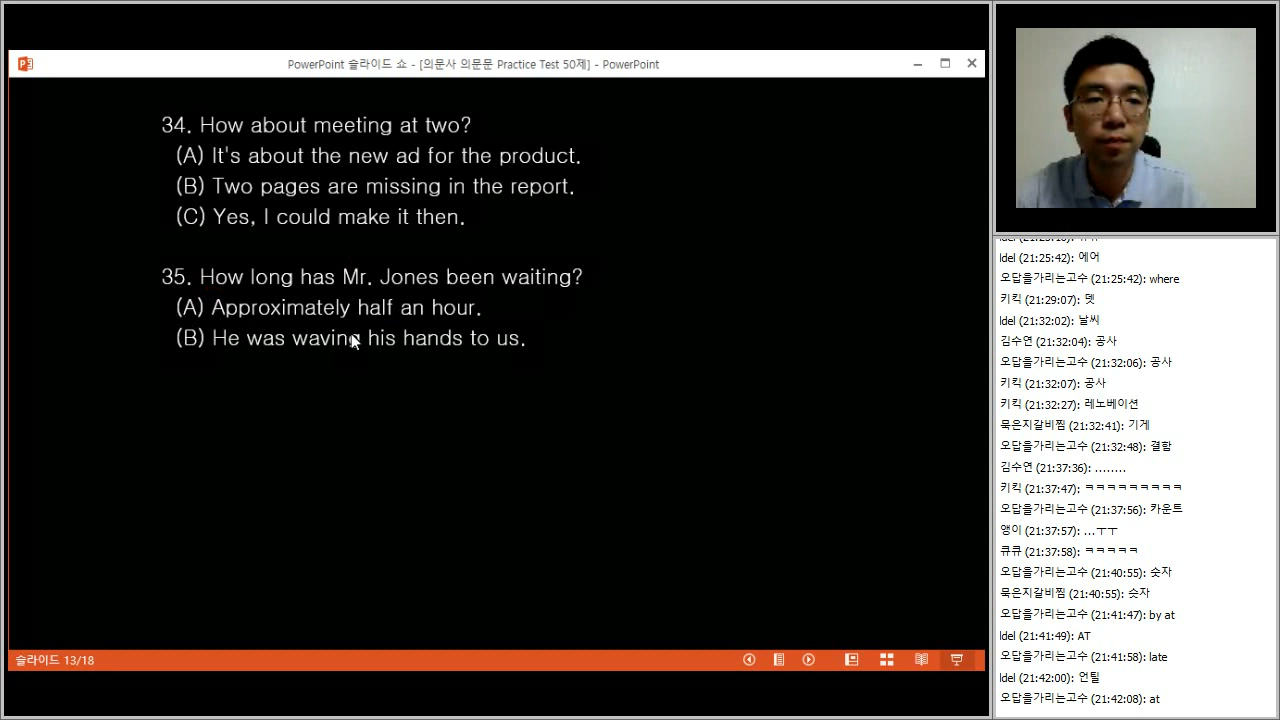 PowerPoint 슬라이드 쇼 - [의문사 의문문 Practice Test 50제] - PowerPoint
34. How about meeting at two?
(A) It's about the new ad for the product.
(B) Two pages are missing in the report.
(C) Yes, I could make it then.
35. How long has Mr. Jones been waiting?
(A) Approximately half an hour.
(B) He was waving his hands to us.
슬라이드 13/18
ldel (21:25:42): 에어
오답을가리는고수 (21:25:42): where
키킥 (21:29:07): 뎃
ldel (21:32:02): 날씨
김수연 (21:32:04): 공사
오답을가리는고수 (21:32:06): 공사
키킥 (21:32:07): 공사
키킥 (21:32:27): 레노베이션
묵은지갈비찜 (21:32:41): 기게
오답을가리는고수 (21:32:48): 결함
김수연 (21:37:36): ........
키킥 (21:37:47): ㅋㅋㅋㅋㅋㅋㅋㅋㅋ
오답을가리는고수 (21:37:56): 카운트
앵이 (21:37:57): ...ㅜㅜ
큐큐 (21:37:58): ㅋㅋㅋㅋㅋ
오답을가리는고수 (21:40:55): 숫자
묵은지갈비찜 (21:40:55): 숫자
오답을가리는고수 (21:41:47): by at
ldel (21:41:49): AT
오답을가리는고수 (21:41:58): late
ldel (21:42:00): 언틸
오답을가리는고수 (21:42:08): at